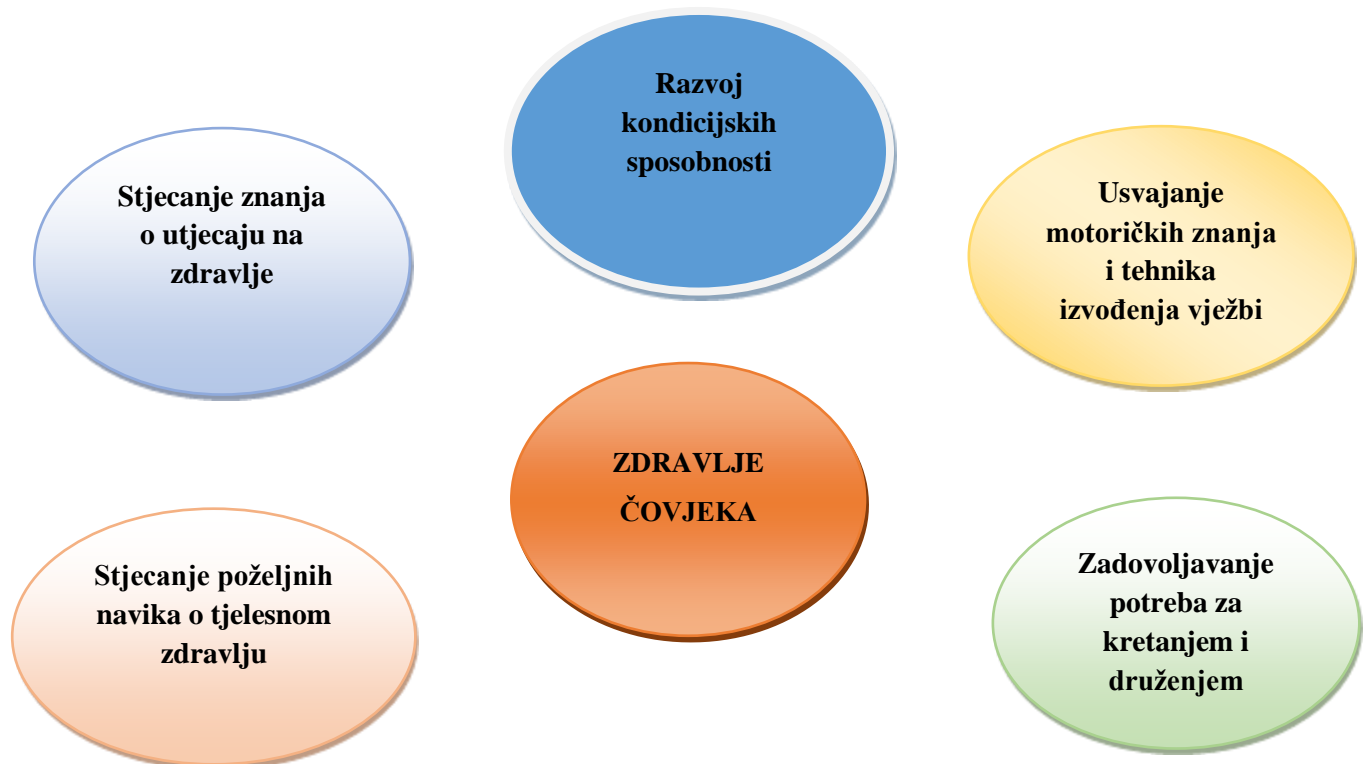 Razvoj
kondicijskih
sposobnosti
Stjecanje znanja
o utjecaju na
zdravlje
Usvajanje
motoričkih znanja
i tehnika
izvođenja vježbi
ZDRAVLJE
ČOVJEKA
Stjecanje poželjnih
navika o tjelesnom
zdravlju
Zadovoljavanje
potreba za
kretanjem i
druženjem